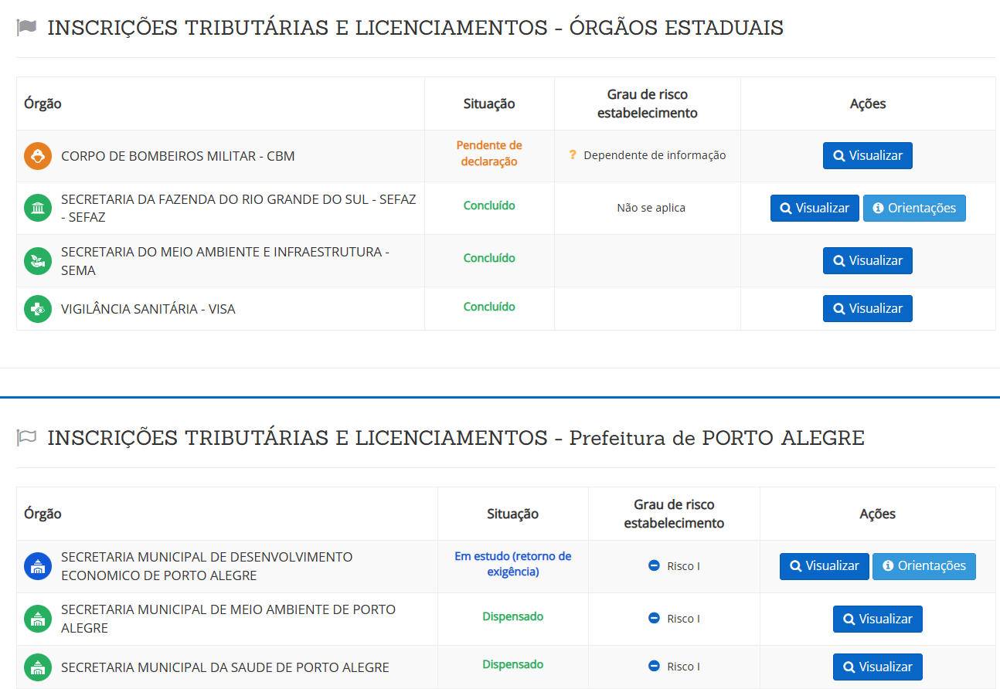 INSCRIÇÕES TRIBUTÁRIAS E LICENCIAMENTOS - ÓRGÃOS ESTADUAIS
Órgão
Situação
Grau de risco
estabelecimento
Ações
CORPO DE BOMBEIROS MILITAR - CBM
Pendente de
declaração
? Dependente de informação
Visualizar
SECRETARIA DA FAZENDA DO RIO GRANDE DO SUL - SEFAZ
- SEFAZ
Concluído
Não se aplica
Visualizar
Orientações
SECRETARIA DO MEIO AMBIENTE E INFRAESTRUTURA -
SEMA
Concluído
Visualizar
VIGILÂNCIA SANITÁRIA - VISA
Concluído
Visualizar
INSCRIÇÕES TRIBUTÁRIAS E LICENCIAMENTOS - Prefeitura de PORTO ALEGRE
Órgão
Situação
Grau de risco
estabelecimento
Ações
SECRETARIA MUNICIPAL DE DESENVOLVIMENTO
ECONOMICO DE PORTO ALEGRE
Em estudo (retorno de
exigência)
Risco I
Visualizar
Orientações
SECRETARIA MUNICIPAL DE MEIO AMBIENTE DE PORTO
ALEGRE
Dispensado
Risco I
Visualizar
SECRETARIA MUNICIPAL DA SAUDE DE PORTO ALEGRE
Dispensado
Risco I
Visualizar